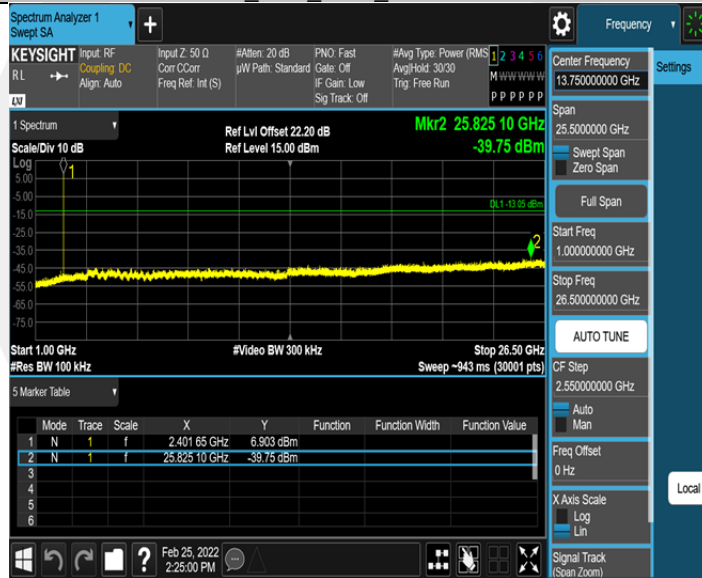 Spectrum Analyzer 1
Swept SA
Frequency
KEYSIGHT
RL
LXI
Input: RF
Coupling: DC
Align: Auto
Input Z: 50 Ω
Corr CCorr
Freq Ref: Int (S)
#Atten: 20 dB
µW Path: Standard
PNO: Fast
Gate: Off
IF Gain: Low
Sig Track: Off
#Avg Type: Power (RMS
Avg|Hold: 30/30
Trig: Free Run
1 2 3 4 5 6
M W W W W W
P P P P P P
Center Frequency
13.750000000 GHz
Settings
1 Spectrum
Scale/Div 10 dB
Ref Lvl Offset 22.20 dB
Ref Level 15.00 dBm
Mkr2 25.825 10 GHz
-39.75 dBm
Span
25.5000000 GHz
Swept Span
Zero Span
Full Span
Log
1
5.00
-5.00
-15.0
-25.0
-35.0
-45.0
-55.0
-65.0
-75.0
DL1 -13.05 dBm
2
Start Freq
1.000000000 GHz
Stop Freq
26.500000000 GHz
AUTO TUNE
Start 1.00 GHz
#Video BW 300 kHz
Stop 26.50 GHz
#Res BW 100 kHz
Sweep ~943 ms (30001 pts)
CF Step
2.550000000 GHz
Auto
Man
5 Marker Table
Mode Trace Scale X Y Function Function Width Function Value
1 N 1 f 2.401 65 GHz 6.903 dBm
2 N 1 f 25.825 10 GHz -39.75 dBm
3
4
5
6
Freq Offset
0 Hz
X Axis Scale
Log
Lin
Local
Signal Track
(Span Zoom)
?
Feb 25, 2022
2:25:00 PM